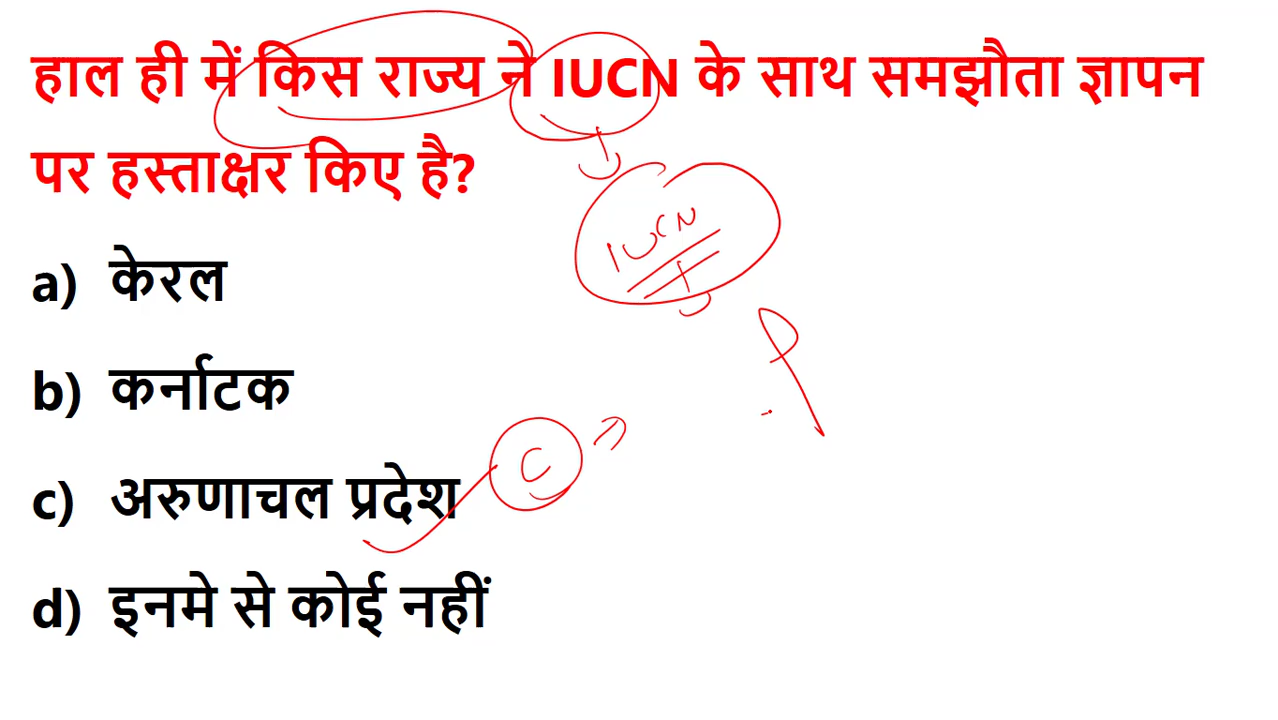 हाल ही में किस राज्य ने IUCN के साथ समझौता ज्ञापन
पर हस्ताक्षर किए है?
IUCN
a) केरल
b) कर्नाटक
C
c) अरुणाचल प्रदेश
d) इनमे से कोई नहीं